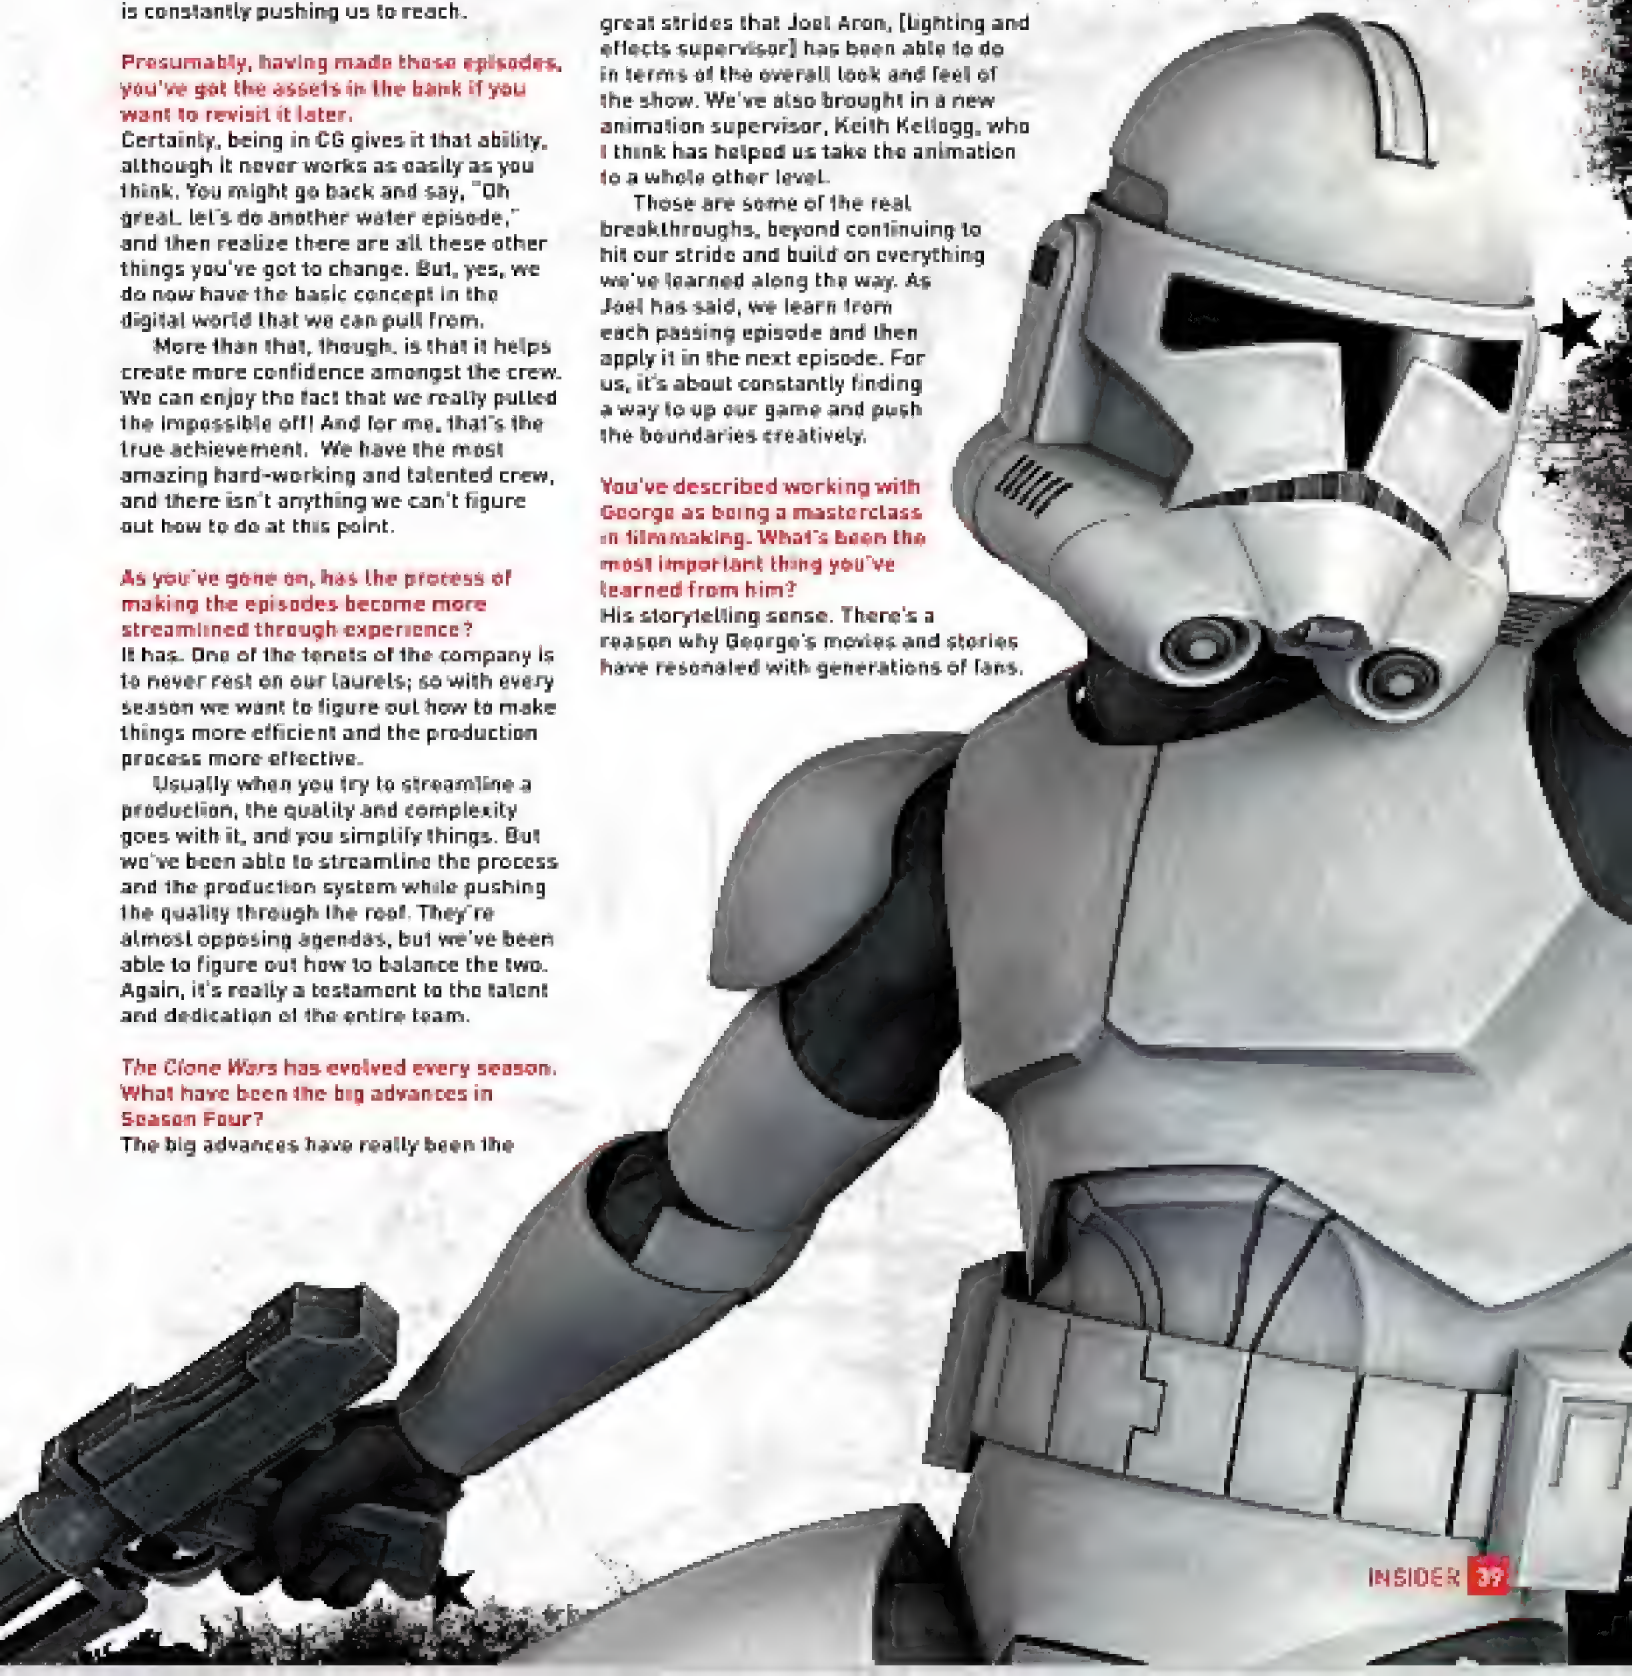 is constantly pushing us to reach.
Presumably, having made those episodes,
you've got the assets in the bank if you
want to revisit it later.
Certainly, being in CG gives it that ability,
although it never works as easily as you
think. You might go back and say, "Oh
great, let's do another water episode,"
and then realize there are all these other
things you've got to change. But, yes, we
do now have the basic concept in the
digital world that we can pull from.
More than that, though, is that it helps
create more confidence amongst the crew.
We can enjoy the fact that we really pulled
the impossible off! And for me, that's the
true achievement. We have the most
amazing hard-working and talented crew,
and there isn't anything we can't figure
out how to do at this point.
As you've gone on, has the process of
making the episodes become more
streamlined through experience?
It has. One of the tenets of the company is
to never rest on our laurels; so with every
season we want to figure out how to make
things more efficient and the production
process more effective.
Usually when you try to streamline a
production, the quality and complexity
goes with it, and you simplify things. But
we've been able to streamline the process
and the production system while pushing
the quality through the roof. They're
almost opposing agendas, but we've been
able to figure out how to balance the two.
Again, it's really a testament to the talent
and dedication of the entire team.
The Clone Wars has evolved every season.
What have been the big advances in
Season Four?
The big advances have really been the
great strides that Joel Aron, [lighting and
effects supervisor] has been able to do
in terms of the overall look and feel of
the show. We've also brought in a new
animation supervisor, Keith Kellogg, who
I think has helped us take the animation
to a whole other level.
Those are some of the real
breakthroughs, beyond continuing to
hit our stride and build on everything
we've learned along the way. As
Joel has said, we learn from
each passing episode and then
apply it in the next episode. For
us, it's about constantly finding
a way to up our game and push
the boundaries creatively.
You've described working with
George as being a masterclass
in filmmaking. What's been the
most important thing you've
learned from him?
His storytelling sense. There's a
reason why George's movies and stories
have resonated with generations of fans.
INSIDER 39